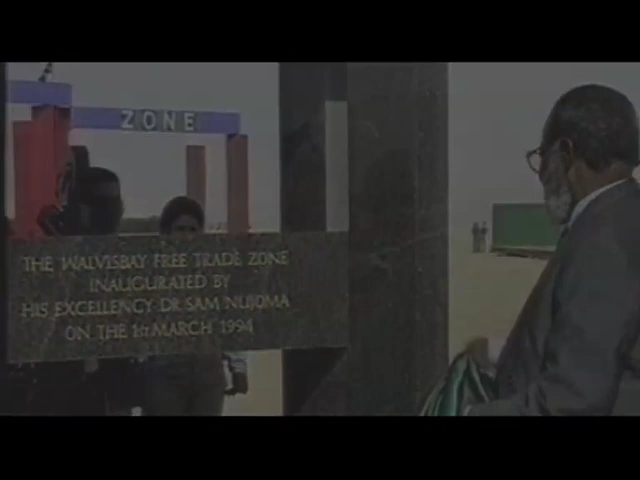 ZONE
THE WALVISBAY FREE TRADE ZONE
INAUGURATED BY
HIS EXCELLENCY DR. SAM NUJOMA
ON THE 1st MARCH 1994